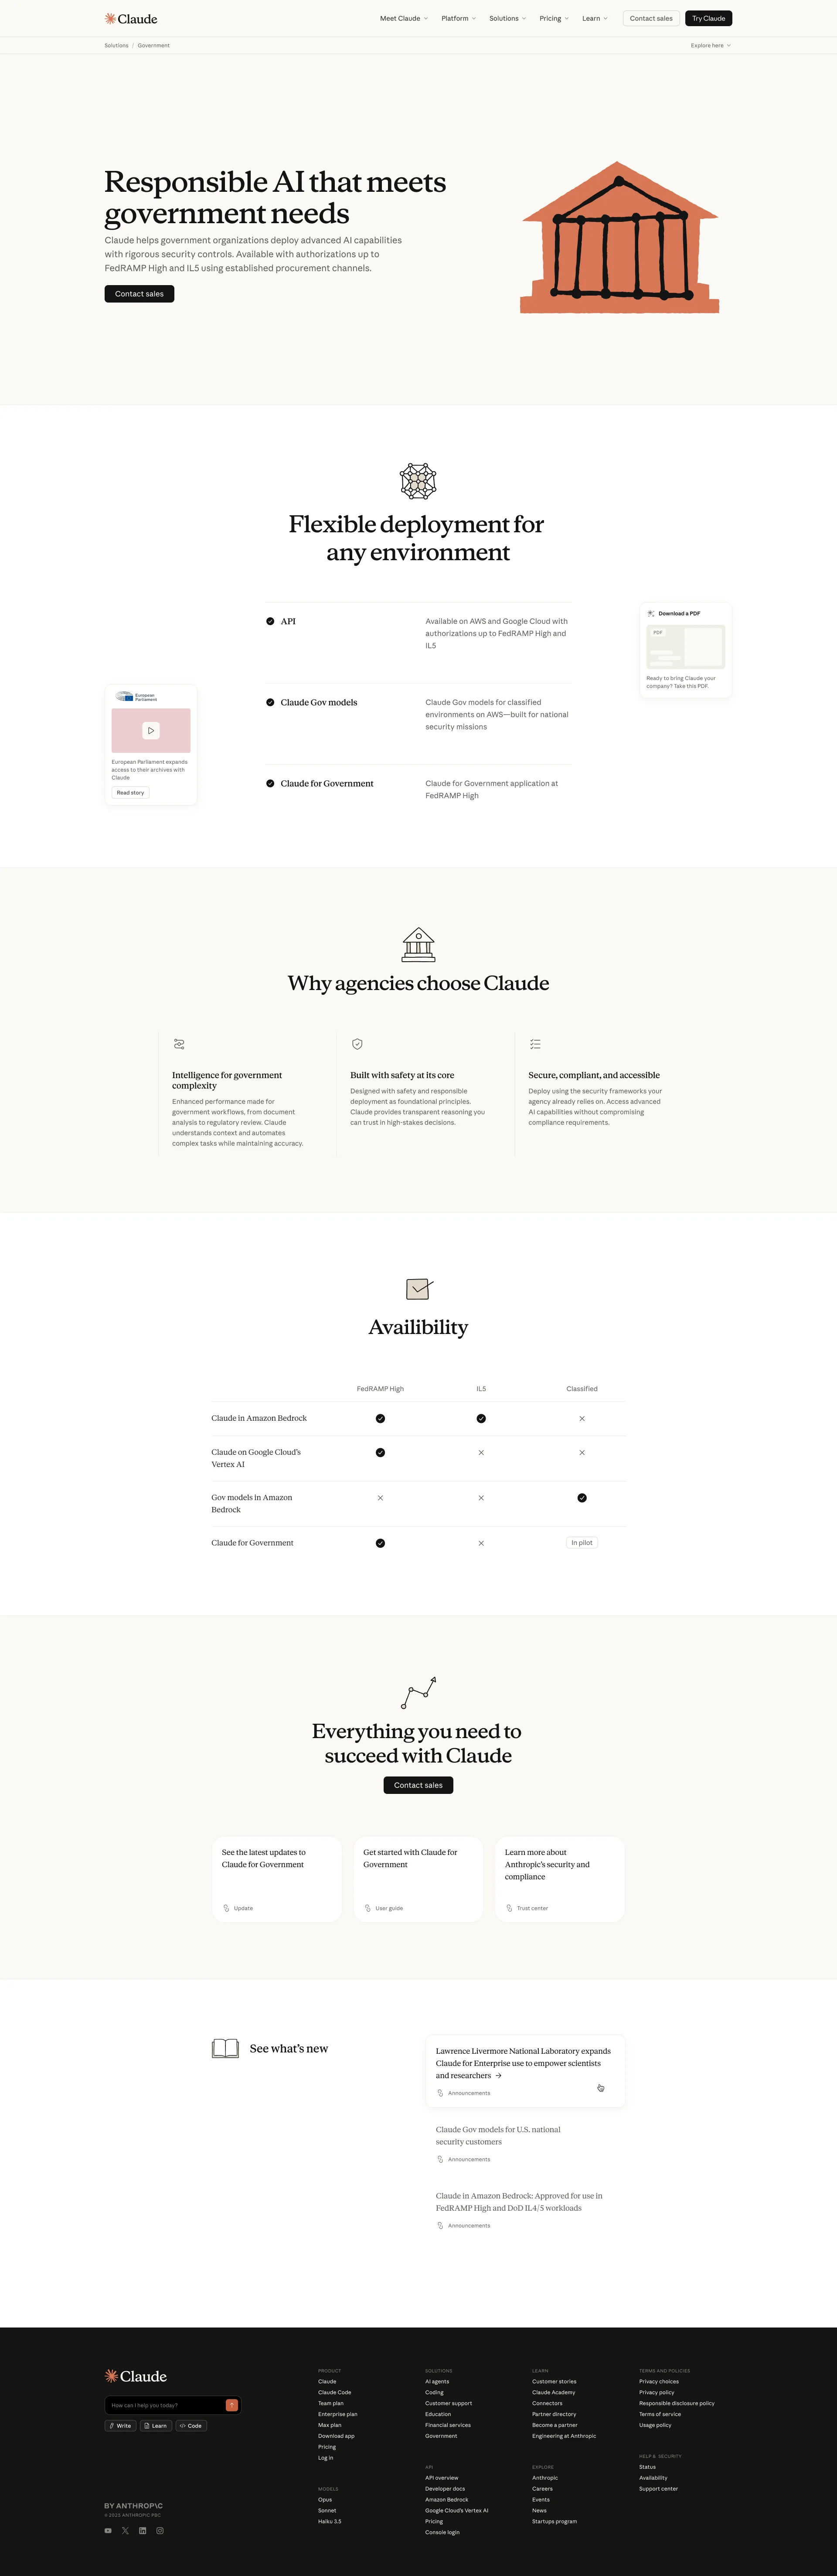 Claude
Meet Claude
Platform
Solutions
Pricing
Learn
Contact sales
Try Claude
Solutions / Government
Explore here
Responsible AI that meets
government needs
Claude helps government organizations deploy advanced AI capabilities
with rigorous security controls. Available with authorizations up to
FedRAMP High and IL5 using established procurement channels.
Contact sales
Flexible deployment for
any environment
API
Available on AWS and Google Cloud with
authorizations up to FedRAMP High and
IL5
Claude Gov models
Claude Gov models for classified
environments on AWS—built for national
security missions
Claude for Government
Claude for Government application at
FedRAMP High
Download a PDF
PDF
Ready to bring Claude your
company? Take this PDF.
European
Parliament
European Parliament expands
access to their archives with
Claude
Read story
Why agencies choose Claude
Intelligence for government
complexity
Enhanced performance made for
government workflows, from document
analysis to regulatory review. Claude
understands context and automates
complex tasks while maintaining accuracy.
Built with safety at its core
Designed with safety and responsible
deployment as foundational principles.
Claude provides transparent reasoning you
can trust in high-stakes decisions.
Secure, compliant, and accessible
Deploy using the security frameworks your
agency already relies on. Access advanced
AI capabilities without compromising
compliance requirements.
Availibility
FedRAMP High
IL5
Classified
Claude in Amazon Bedrock
Claude on Google Cloud's
Vertex AI
Gov models in Amazon
Bedrock
Claude for Government
In pilot
Everything you need to
succeed with Claude
Contact sales
See the latest updates to
Claude for Government
Update
Get started with Claude for
Government
User guide
Learn more about
Anthropic's security and
compliance
Trust center
See what's new
Lawrence Livermore National Laboratory expands
Claude for Enterprise use to empower scientists
and researchers →
Announcements
Claude Gov models for U.S. national
security customers
Announcements
Claude in Amazon Bedrock: Approved for use in
FedRAMP High and DoD IL4/5 workloads
Announcements
Claude
How can I help you today?
Write
Learn
Code
BY ANTHROP\C
© 2025 ANTHROPIC PBC
PRODUCT
Claude
Claude Code
Team plan
Enterprise plan
Max plan
Download app
Pricing
Log in
MODELS
Opus
Sonnet
Haiku 3.5
SOLUTIONS
AI agents
Coding
Customer support
Education
Financial services
Government
API
API overview
Developer docs
Amazon Bedrock
Google Cloud's Vertex AI
Pricing
Console login
LEARN
Customer stories
Claude Academy
Connectors
Partner directory
Become a partner
Engineering at Anthropic
EXPLORE
Anthropic
Careers
Events
News
Startups program
TERMS AND POLICIES
Privacy choices
Privacy policy
Responsible disclosure policy
Terms of service
Usage policy
HELP & SECURITY
Status
Availability
Support center